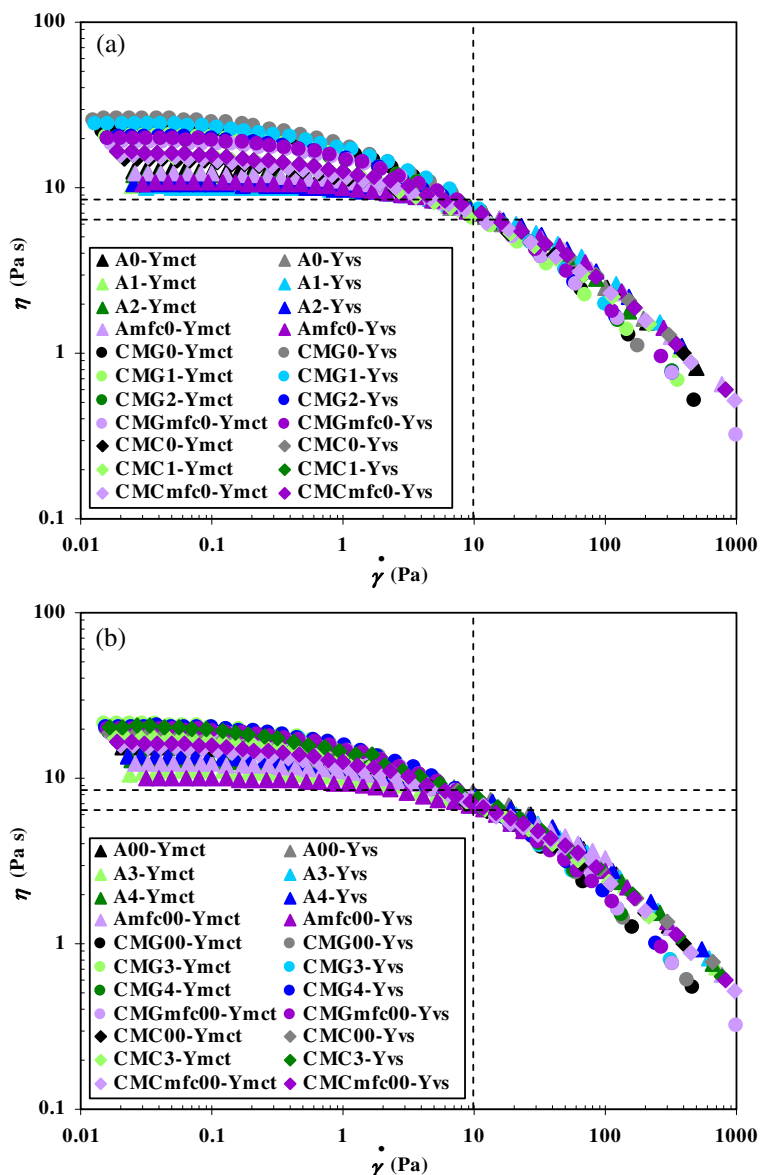 100
(a)
10
η (Pa s)
A0-Ymct A0-Yvs
A1-Ymct A1-Yvs
A2-Ymct A2-Yvs
Amfc0-Ymct Amfc0-Yvs
CMG0-Ymct CMG0-Yvs
CMG1-Ymct CMG1-Yvs
CMG2-Ymct CMG2-Yvs
CMGmfc0-Ymct CMGmfc0-Yvs
CMC0-Ymct CMC0-Yvs
CMC1-Ymct CMC1-Yvs
CMCmfc0-Ymct CMCmfc0-Yvs
1
0.1
0.01 0.1 1 10 100 1000
γ̇ (Pa)
100
(b)
10
η (Pa s)
A00-Ymct A00-Yvs
A3-Ymct A3-Yvs
A4-Ymct A4-Yvs
Amfc00-Ymct Amfc00-Yvs
CMG00-Ymct CMG00-Yvs
CMG3-Ymct CMG3-Yvs
CMG4-Ymct CMG4-Yvs
CMGmfc00-Ymct CMGmfc00-Yvs
CMC00-Ymct CMC00-Yvs
CMC3-Ymct CMC3-Yvs
CMCmfc00-Ymct CMCmfc00-Yvs
1
0.1
0.01 0.1 1 10 100 1000
γ̇ (Pa)